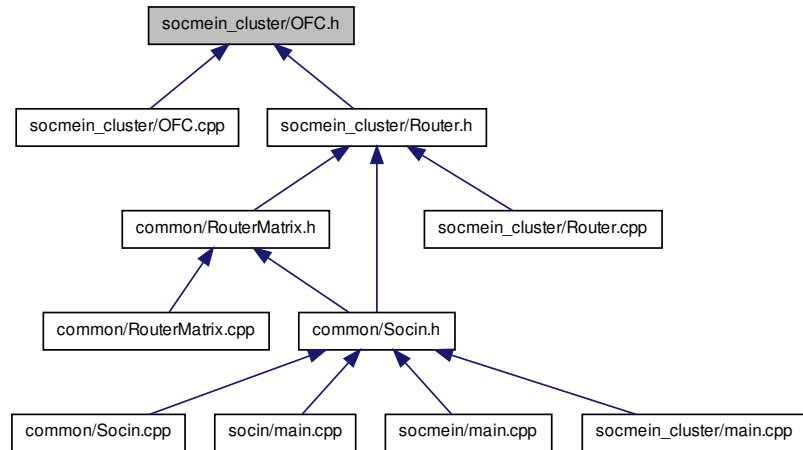 socmein_cluster/OFC.h
socmein_cluster/OFC.cpp
socmein_cluster/Router.h
common/RouterMatrix.h
socmein_cluster/Router.cpp
common/RouterMatrix.cpp
common/Socin.h
common/Socin.cpp
socin/main.cpp
socmein/main.cpp
socmein_cluster/main.cpp